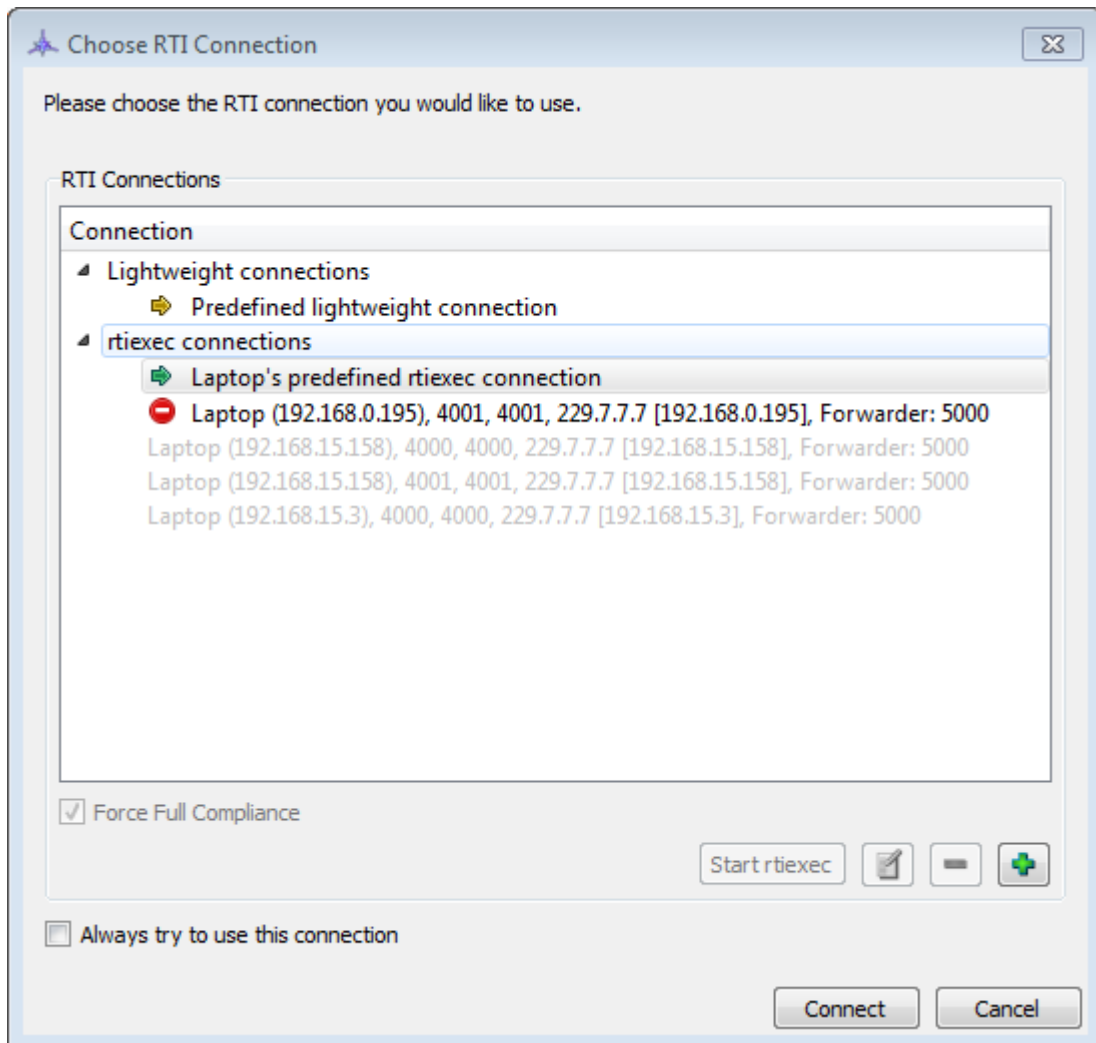 Choose RTI Connection
Please choose the RTI connection you would like to use.
RTI Connections
Connection
Lightweight connections
Predefined lightweight connection
rtiexec connections
Laptop's predefined rtiexec connection
Laptop (192.168.0.195), 4001, 4001, 229.7.7.7 [192.168.0.195], Forwarder: 5000
Laptop (192.168.15.158), 4000, 4000, 229.7.7.7 [192.168.15.158], Forwarder: 5000
Laptop (192.168.15.158), 4001, 4001, 229.7.7.7 [192.168.15.158], Forwarder: 5000
Laptop (192.168.15.3), 4000, 4000, 229.7.7.7 [192.168.15.3], Forwarder: 5000
Force Full Compliance
Start rtiexec
Always try to use this connection
Connect Cancel